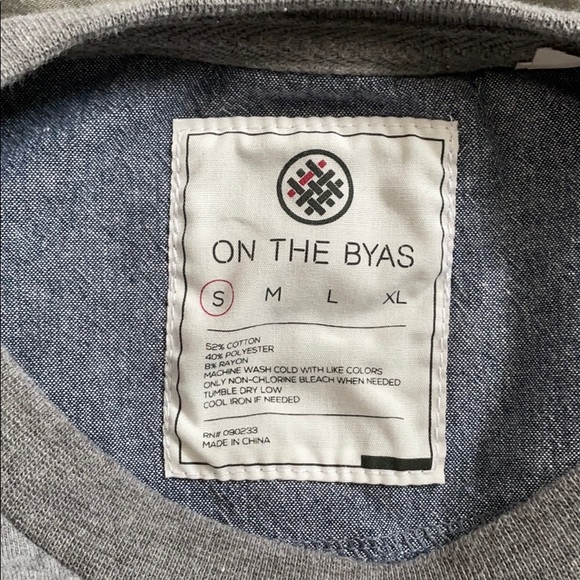 ON THE BYAS
S M L XL
52% COTTON
40% POLYESTER
8% RAYON
MACHINE WASH COLD WITH LIKE COLORS
ONLY NON-CHLORINE BLEACH WHEN NEEDED
TUMBLE DRY LOW
COOL IRON IF NEEDED
RN# 090233
MADE IN CHINA